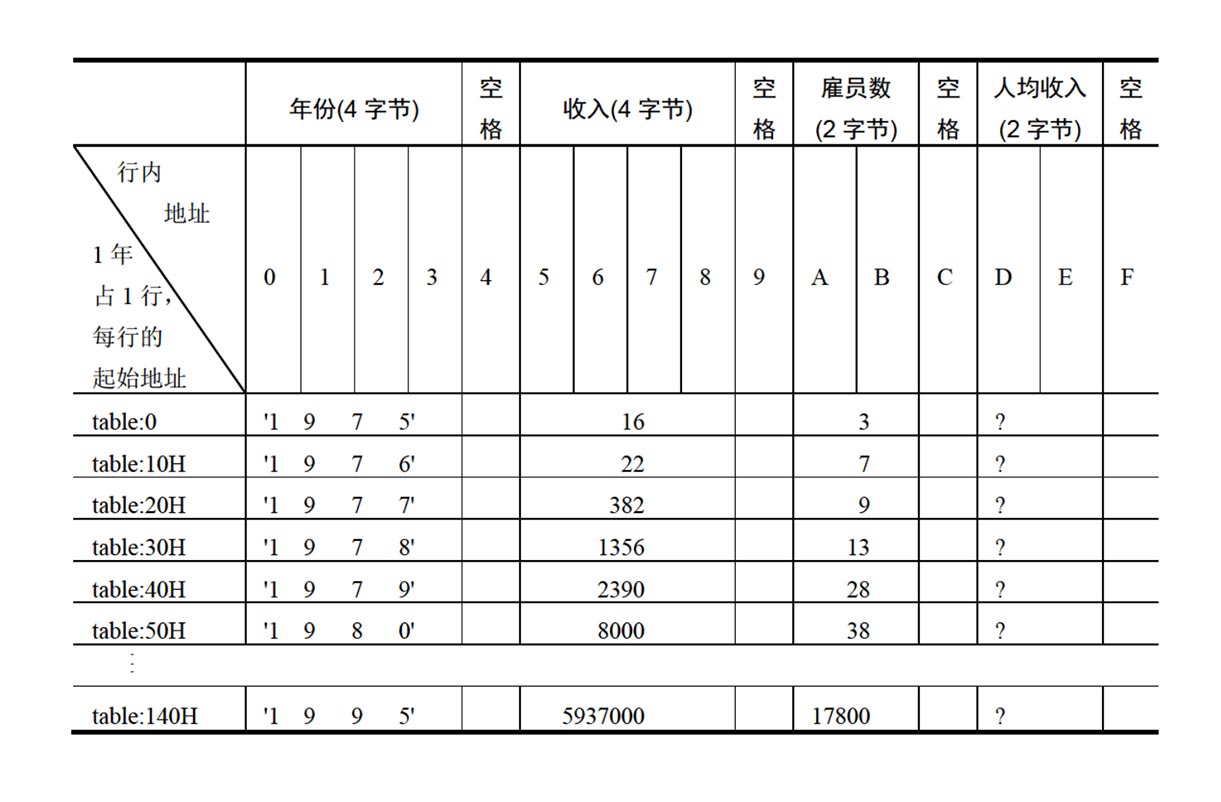 年份(4 字节) 空格 收入(4 字节) 空格 雇员数(2 字节) 空格 人均收入(2 字节) 空格
行内
地址
1 年
占 1 行，
每行的
起始地址
0 1 2 3 4 5 6 7 8 9 A B C D E F
table:0 '1 9 7 5' 16 3 ?
table:10H '1 9 7 6' 22 7 ?
table:20H '1 9 7 7' 382 9 ?
table:30H '1 9 7 8' 1356 13 ?
table:40H '1 9 7 9' 2390 28 ?
table:50H '1 9 8 0' 8000 38 ?
⋮
table:140H '1 9 9 5' 5937000 17800 ?